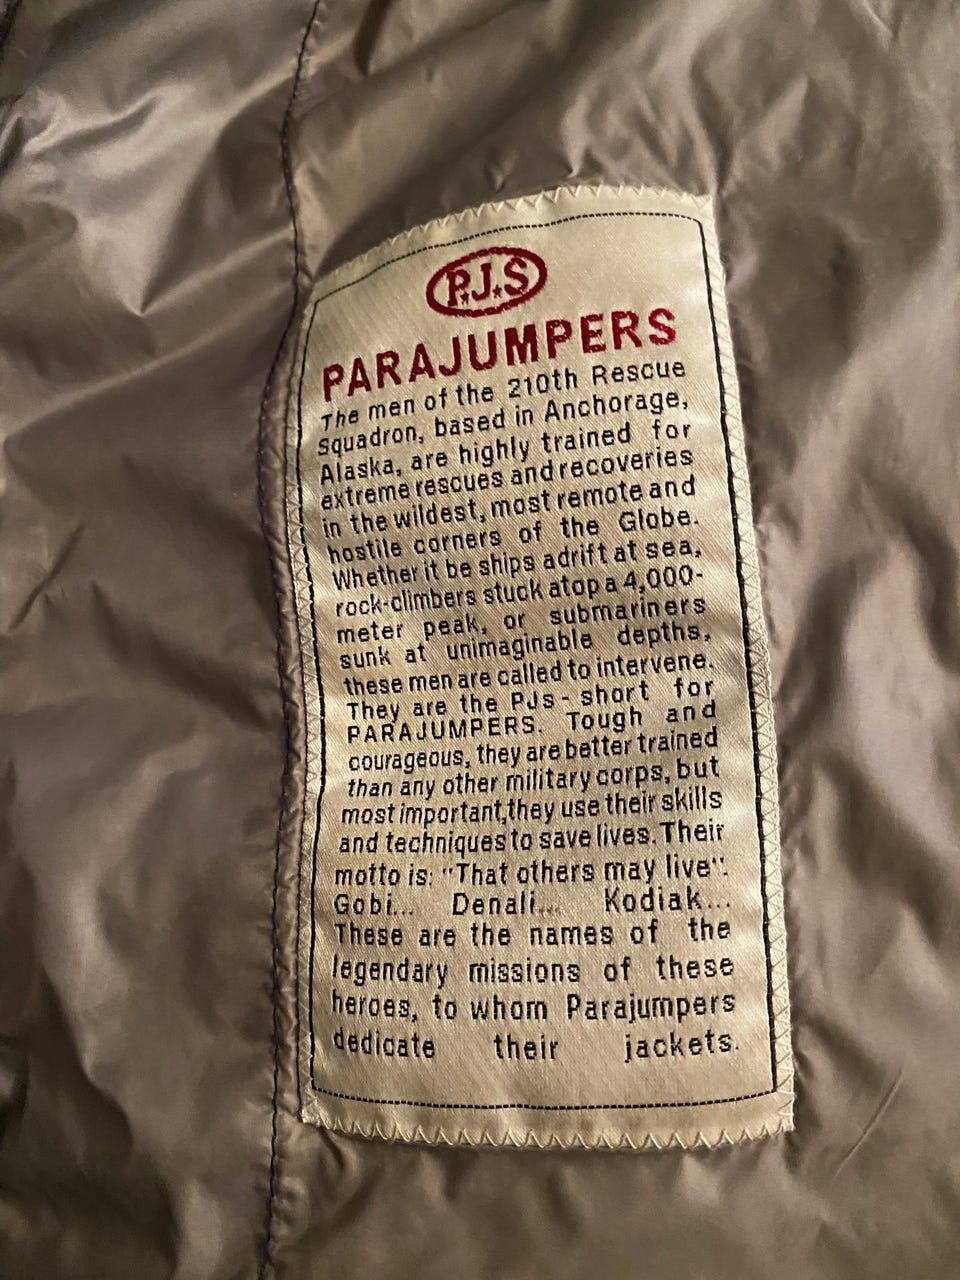 P.J.S
PARAJUMPERS
The men of the 210th Rescue
Squadron, based in Anchorage,
Alaska, are highly trained for
extreme rescues and recoveries
in the wildest, most remote and
hostile corners of the Globe.
Whether it be ships adrift at sea,
rock-climbers stuck atop a 4,000-
meter peak, or submariners
sunk at unimaginable depths,
these men are called to intervene.
They are the PJs - short for
PARAJUMPERS. Tough and
courageous, they are better trained
than any other military corps, but
most important,they use their skills
and techniques to save lives. Their
motto is: "That others may live".
Gobi... Denali... Kodiak...
These are the names of the
legendary missions of these
heroes, to whom Parajumpers
dedicate their jackets.